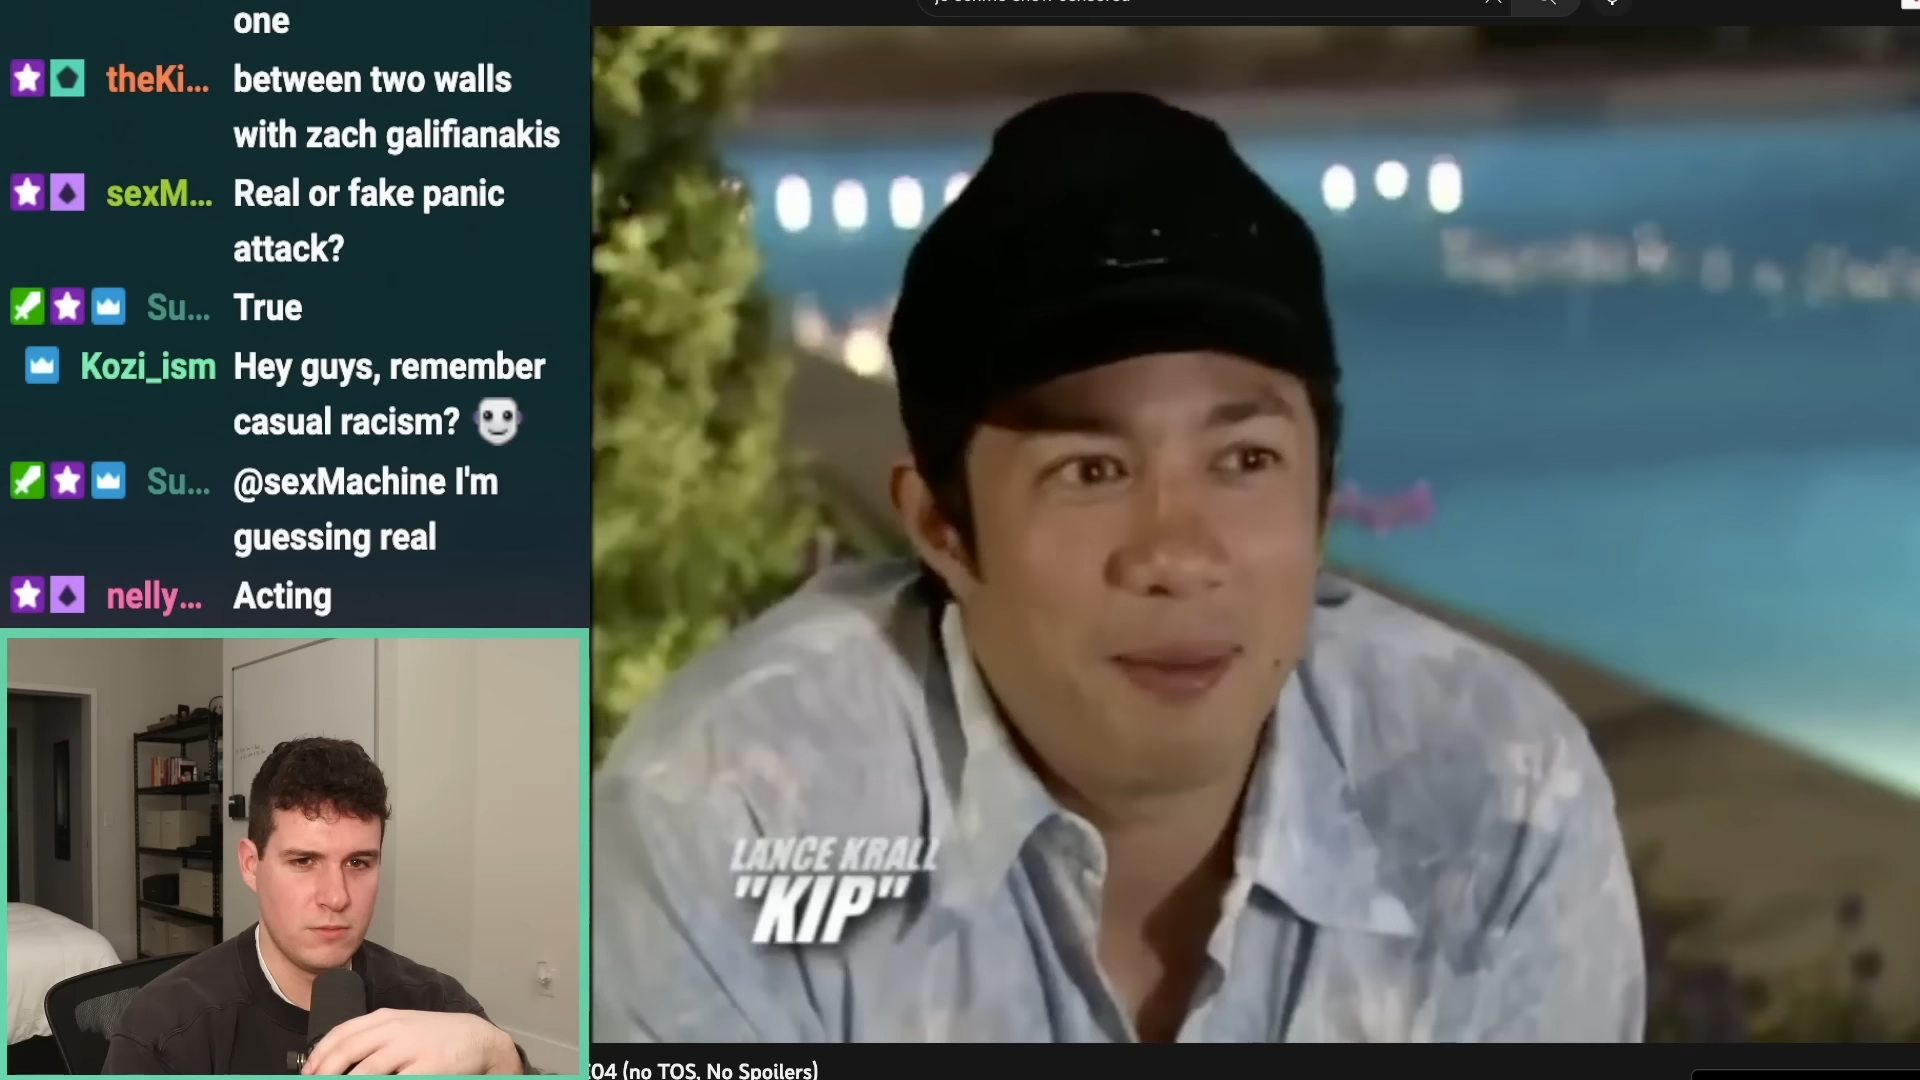 one
theKi... between two walls
with zach galifianakis
sexM... Real or fake panic
attack?
Su... True
Kozi_ism Hey guys, remember
casual racism?
Su... @sexMachine I'm
guessing real
nelly... Acting
LANCE KRALL
"KIP"
04 (no TOS, No Spoilers)